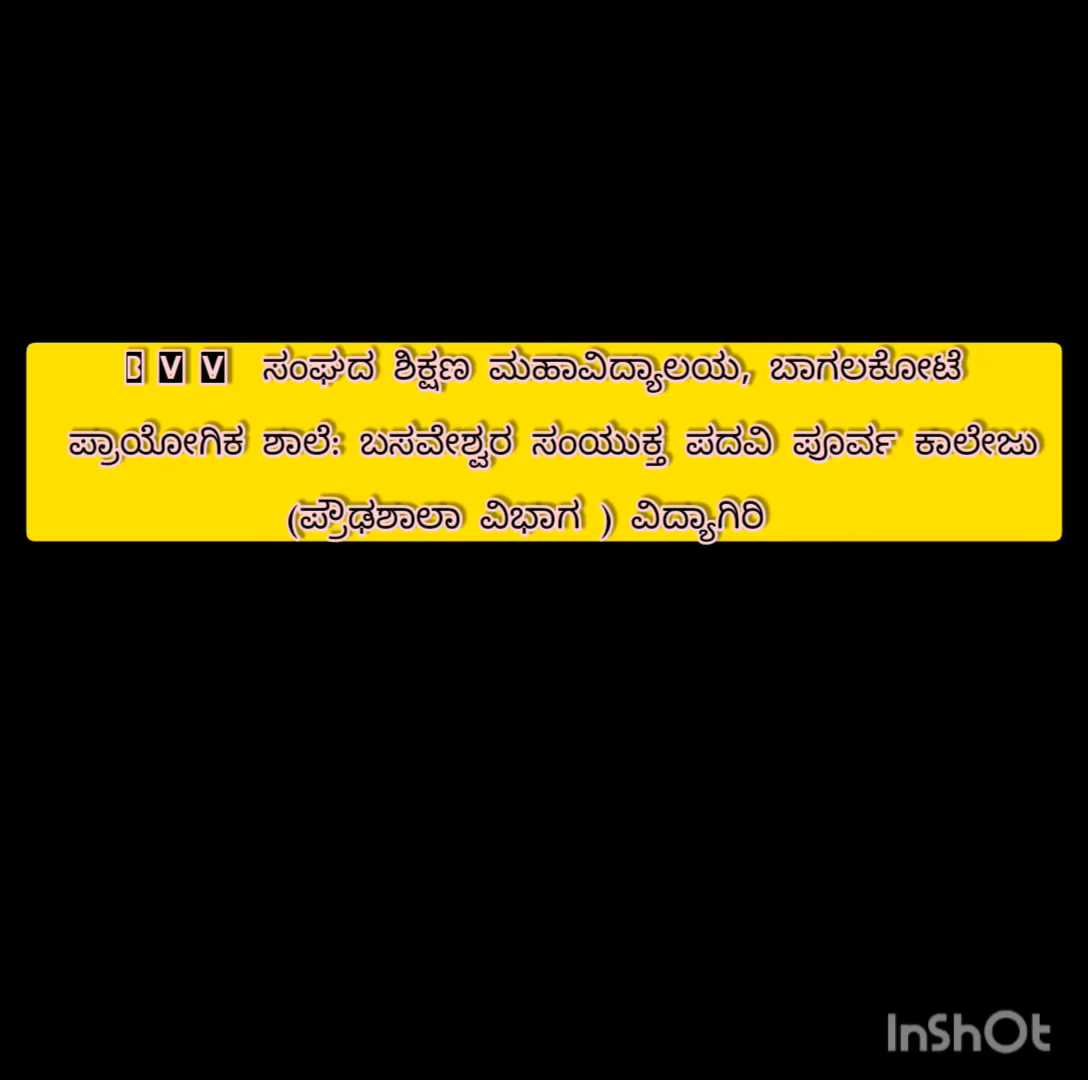 B V V ಸಂಘದ ಶಿಕ್ಷಣ ಮಹಾವಿದ್ಯಾಲಯ, ಬಾಗಲಕೋಟೆ
ಪ್ರಾಯೋಗಿಕ ಶಾಲೆ: ಬಸವೇಶ್ವರ ಸಂಯುಕ್ತ ಪದವಿ ಪೂರ್ವ ಕಾಲೇಜು
(ಪ್ರೌಢಶಾಲಾ ವಿಭಾಗ ) ವಿದ್ಯಾಗಿರಿ
InShOt